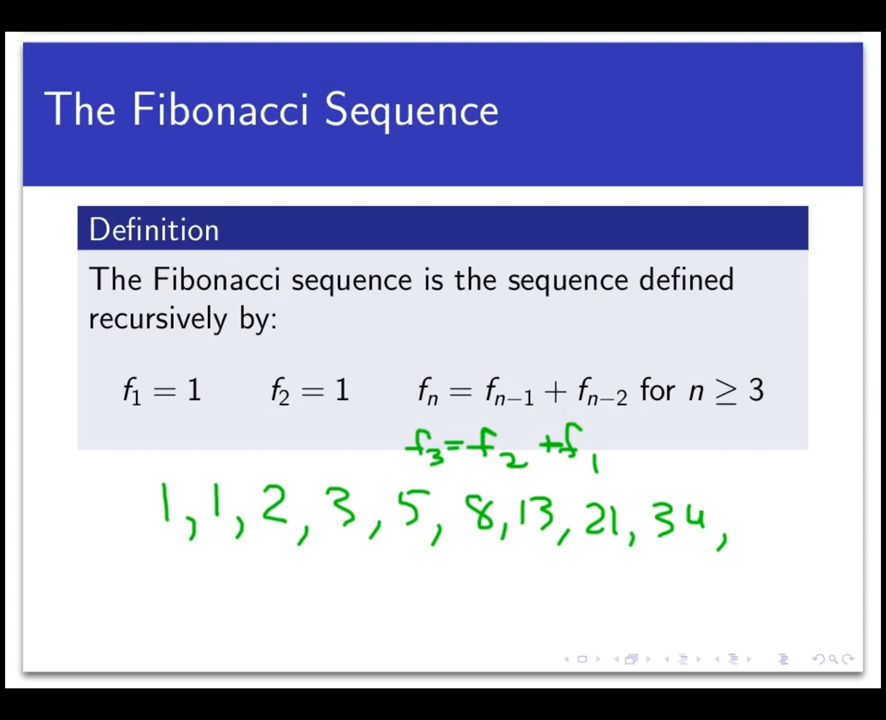 The Fibonacci Sequence
Definition
The Fibonacci sequence is the sequence defined
recursively by:
f₁ = 1 f₂ = 1 fₙ = fₙ₋₁ + fₙ₋₂ for n ≥ 3
f₃=f₂ +f₁
1, 1, 2, 3, 5, 8, 13, 21, 34,